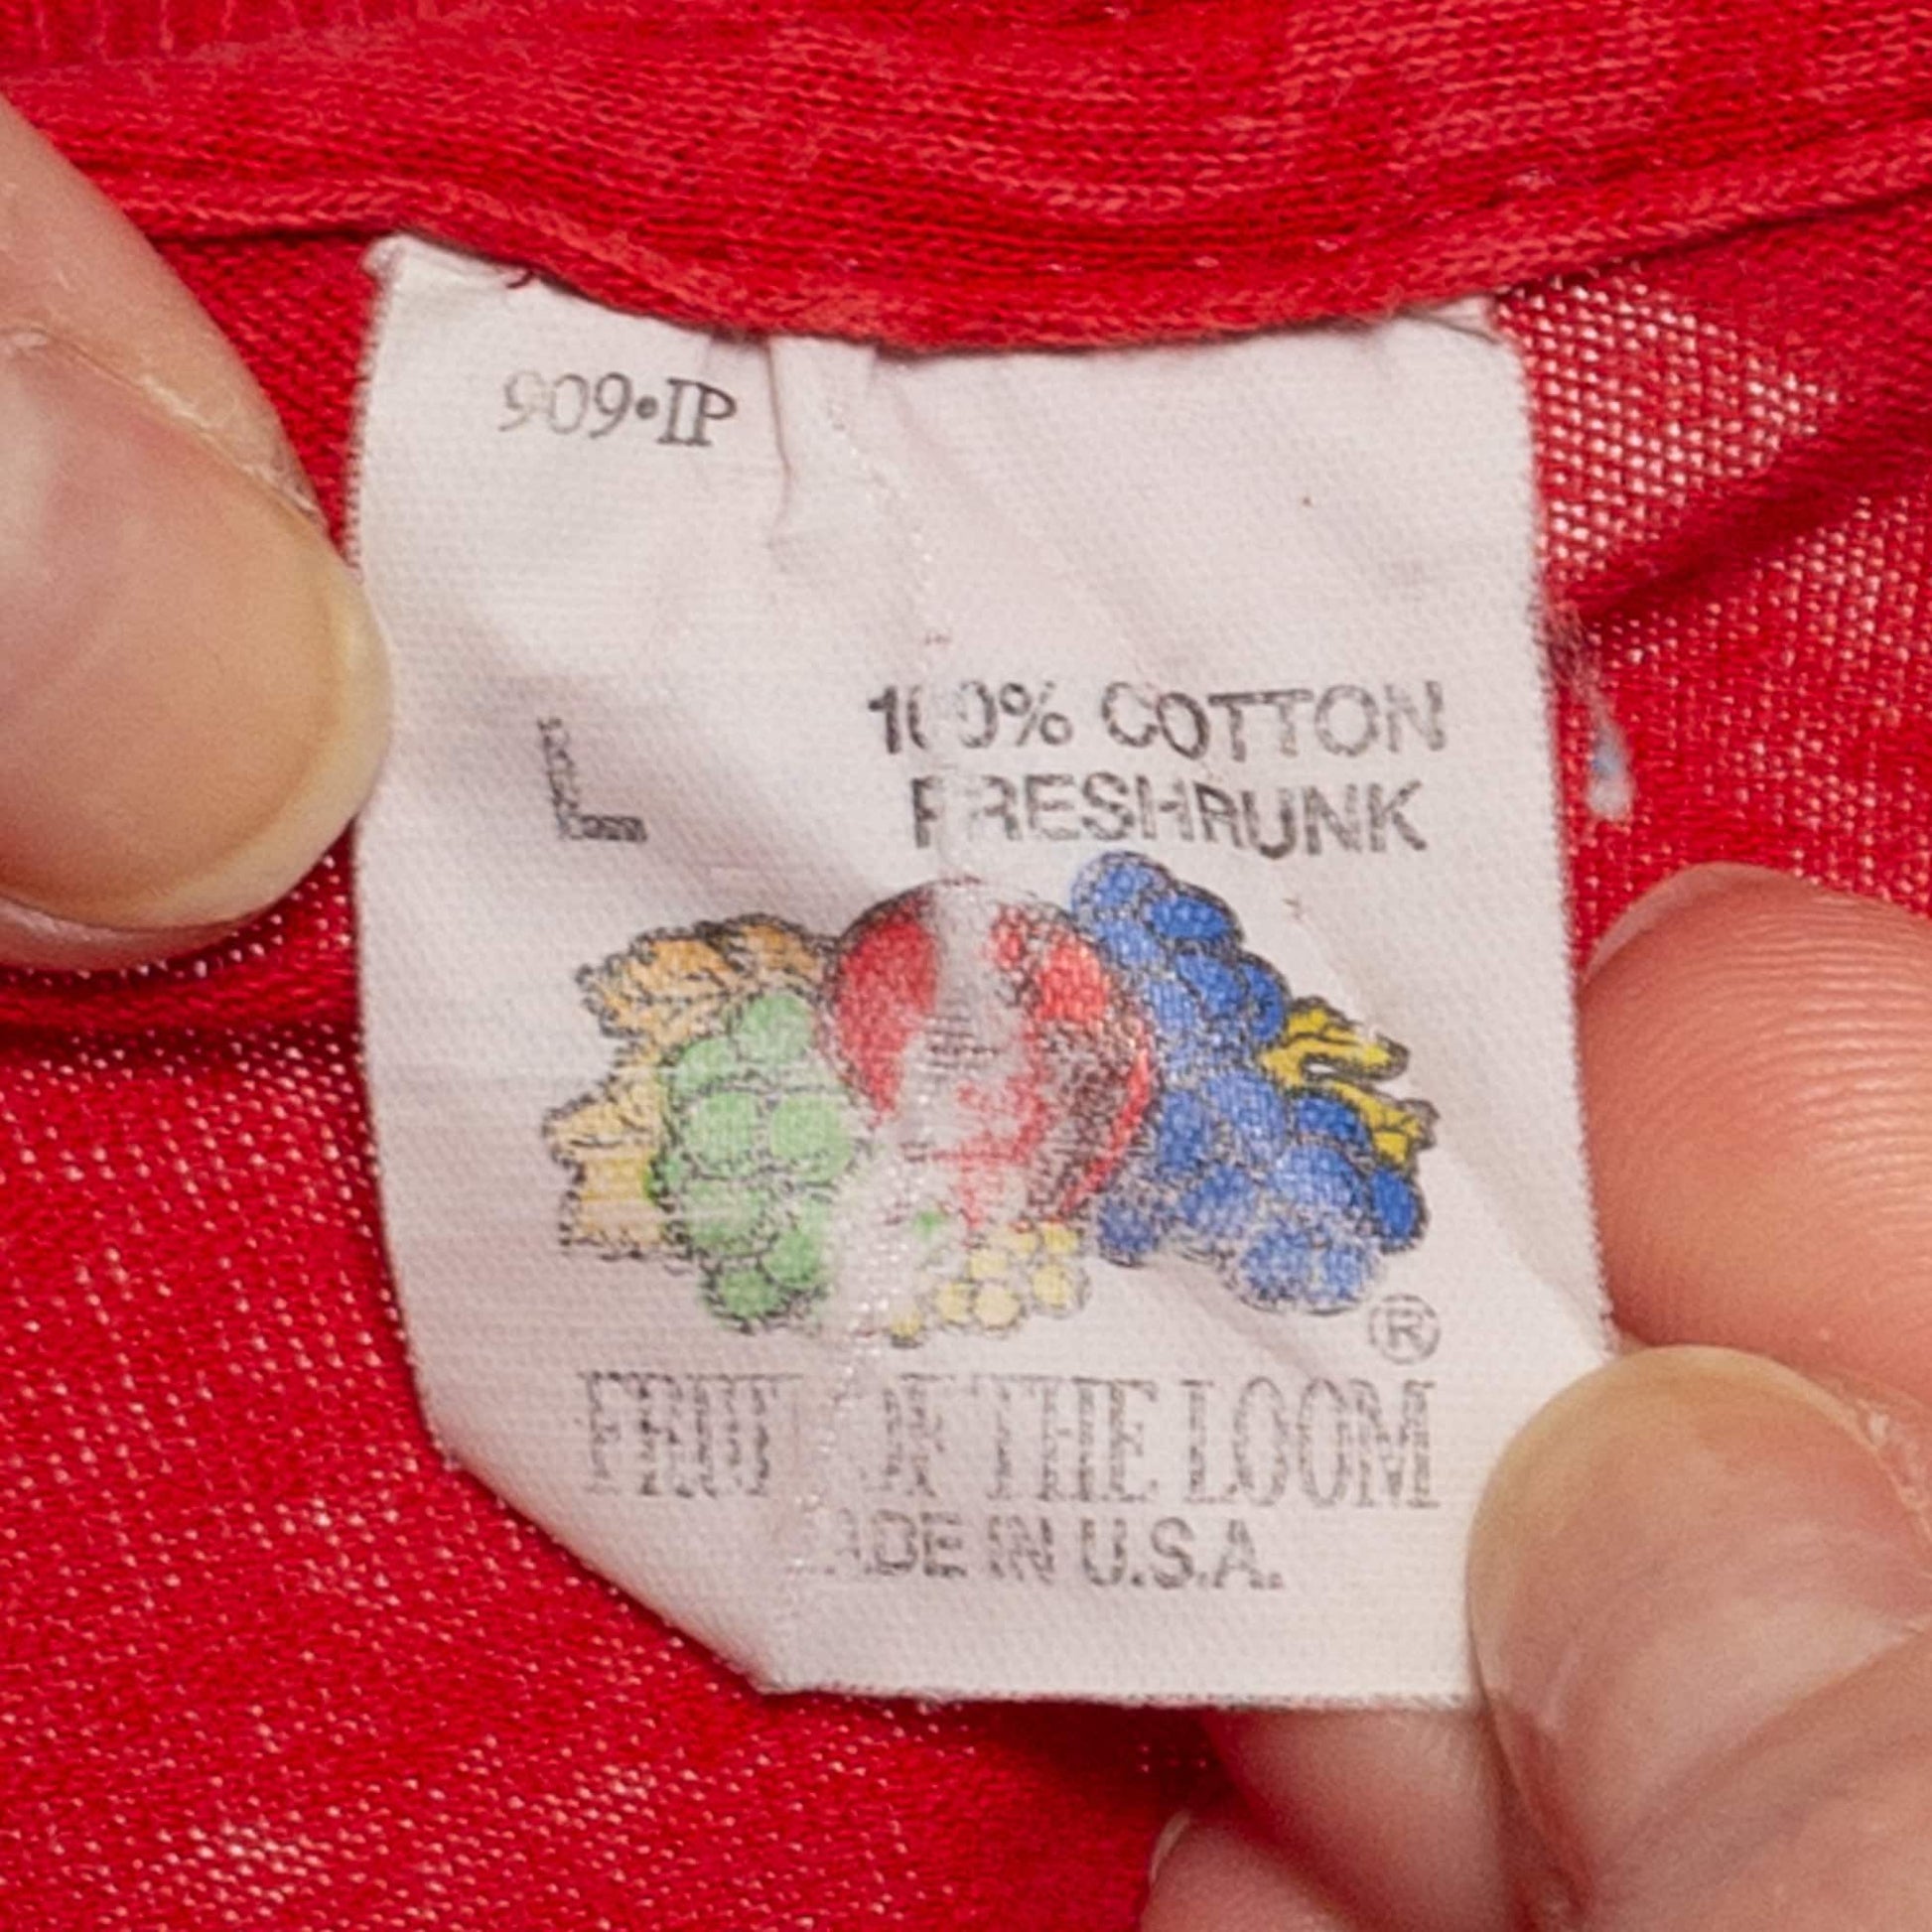 909•IP
L
100% COTTON
PRESHRUNK
®
FRUIT OF THE LOOM
MADE IN U.S.A.